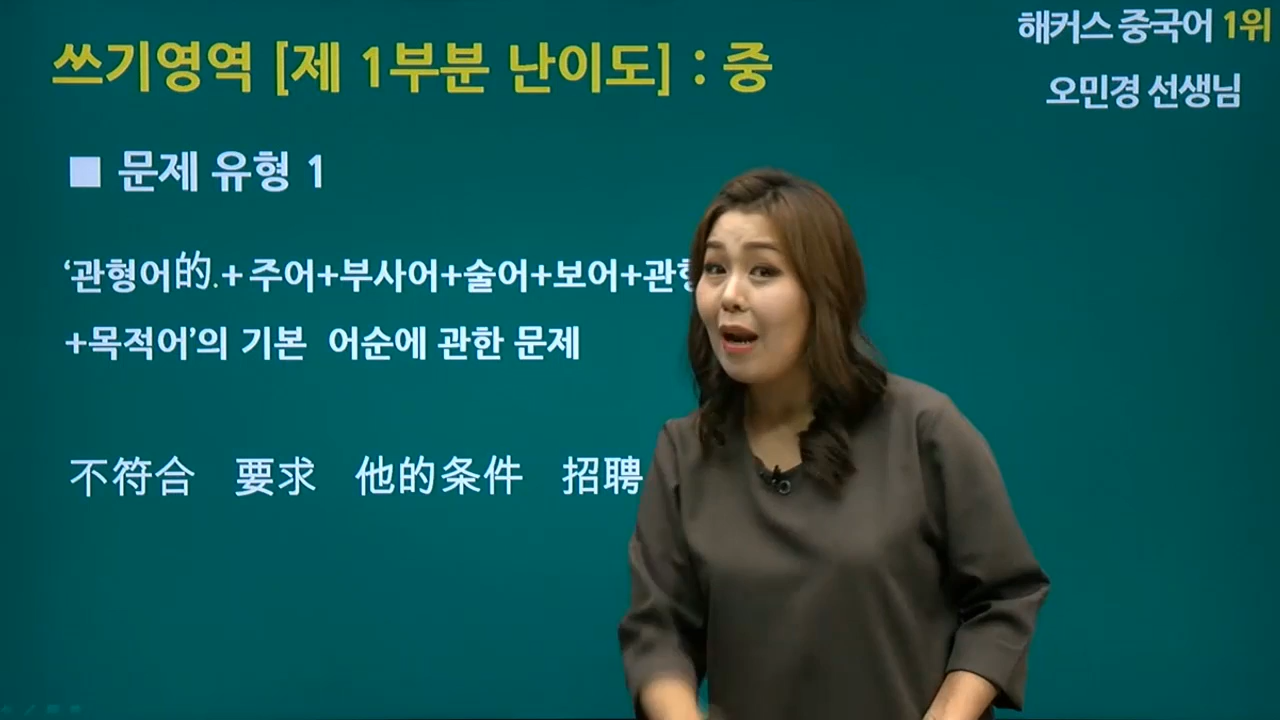 해커스 중국어 1위
쓰기영역 [제 1부분 난이도] : 중
오민경 선생님
■ 문제 유형 1
‘관형어的.+주어+부사어+술어+보어+
+목적어’의 기본 어순에 관한 문제
不符合 要求 他的条件 招聘